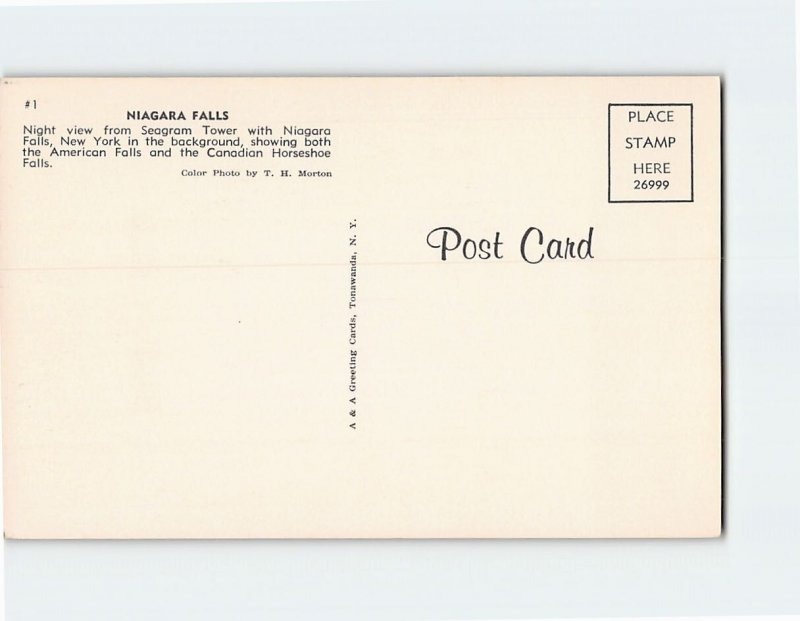 #1
NIAGARA FALLS
Night view from Seagram Tower with Niagara
Falls, New York in the background, showing both
the American Falls and the Canadian Horseshoe
Falls.
Color Photo by T. H. Morton
A & A Greeting Cards, Tonawanda, N. Y.
Post Card
PLACE
STAMP
HERE
26999